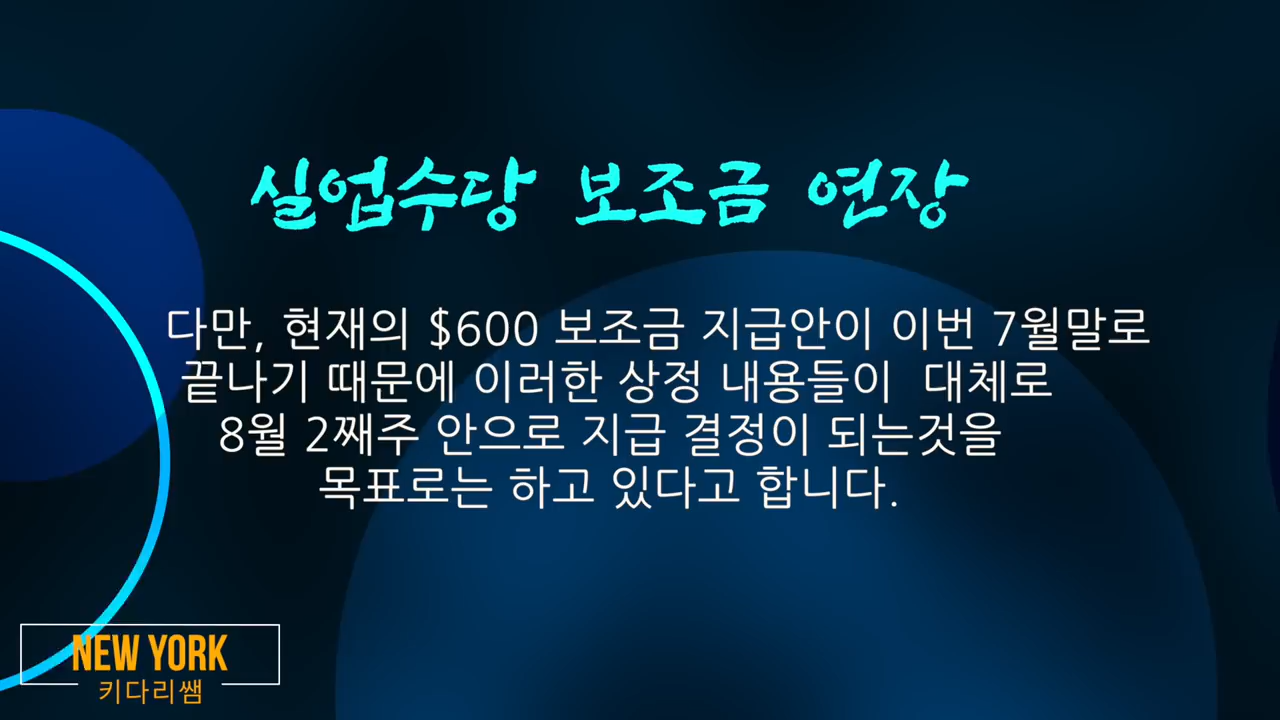 실업수당 보조금 연장
다만, 현재의 $600 보조금 지급안이 이번 7월말로
끝나기 때문에 이러한 상정 내용들이 대체로
8월 2째주 안으로 지급 결정이 되는것을
목표로는 하고 있다고 합니다.
NEW YORK
키다리쌤